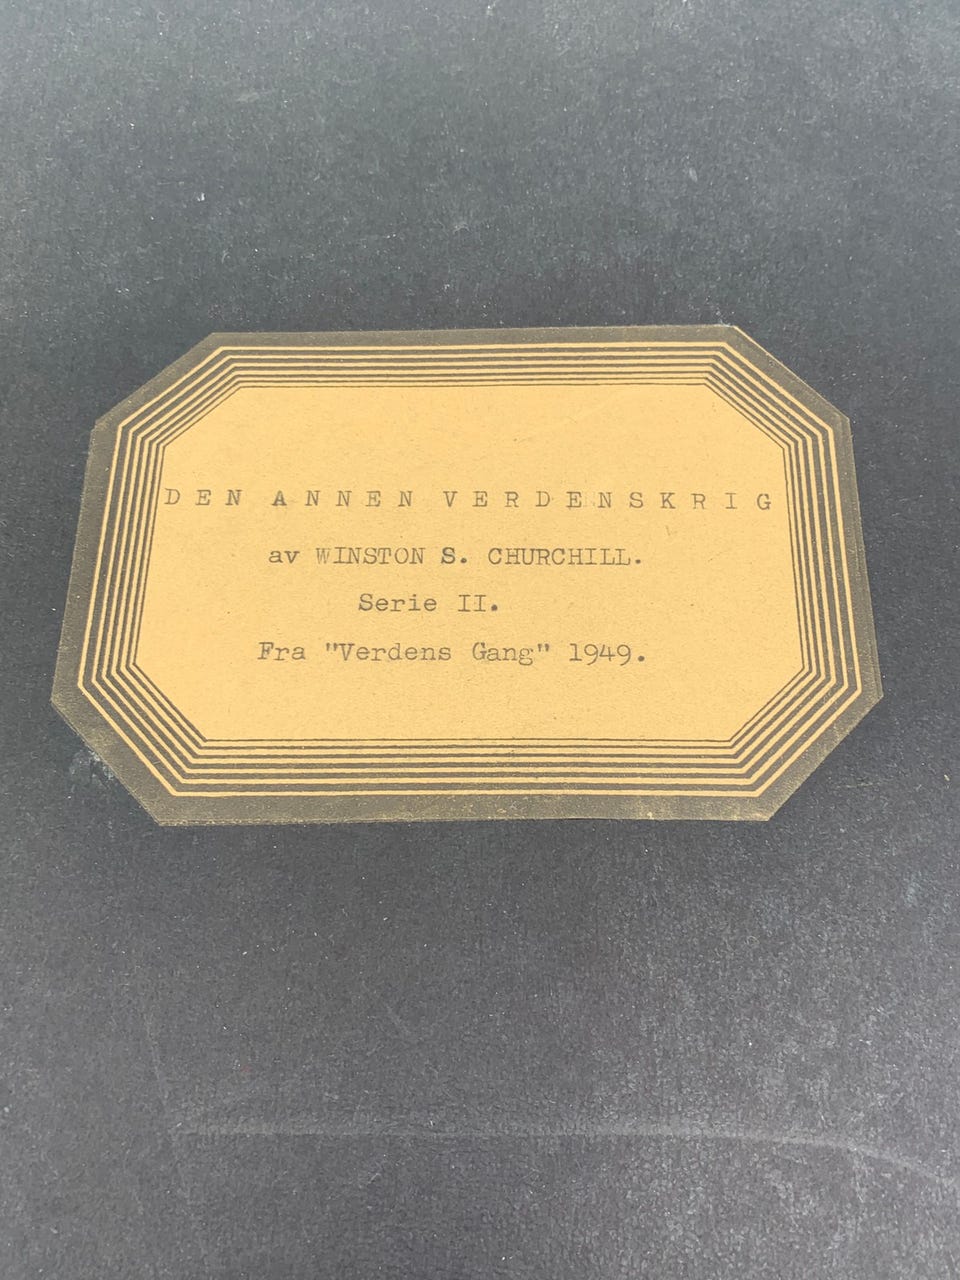 DEN ANNEN VERDENSKRIG
av WINSTON S. CHURCHILL.
Serie II.
Fra "Verdens Gang" 1949.